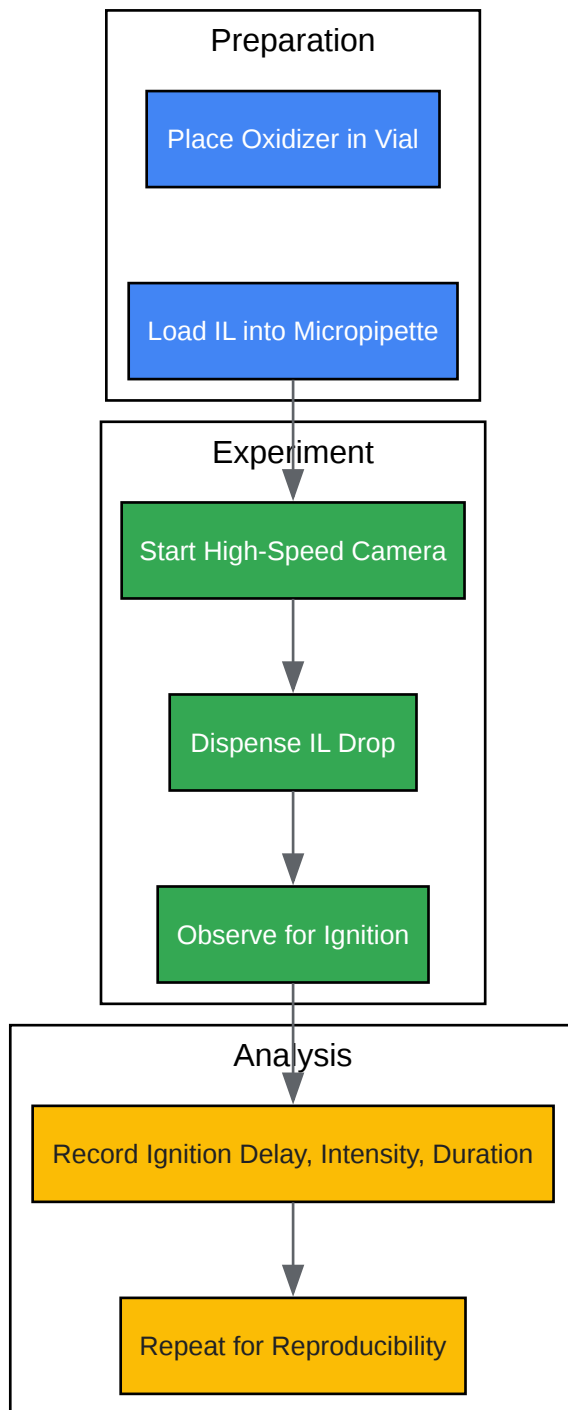 Preparation
Place Oxidizer in Vial
Load IL into Micropipette
Experiment
Start High-Speed Camera
Dispense IL Drop
Observe for Ignition
Analysis
Record Ignition Delay, Intensity, Duration
Repeat for Reproducibility